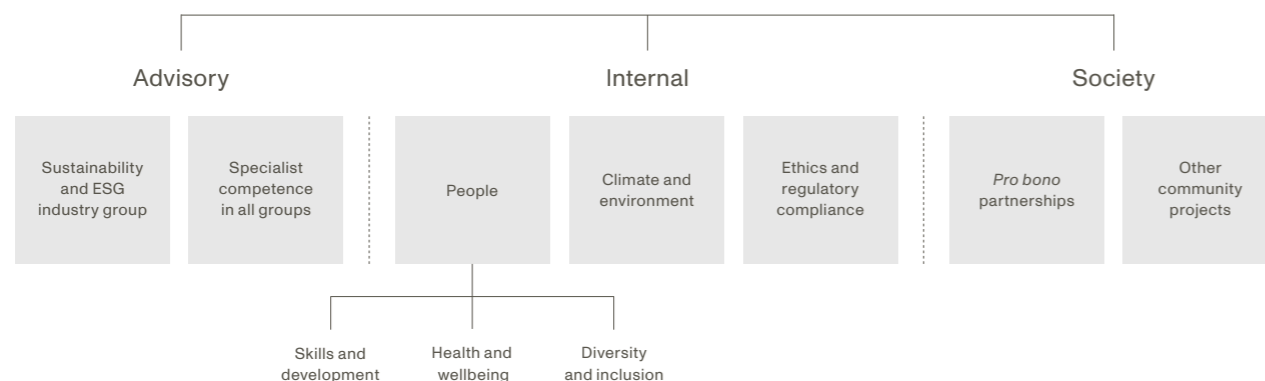 Advisory
Internal
Society
Sustainability
and ESG
industry group
Specialist
competence
in all groups
People
Climate and
environment
Ethics and
regulatory
compliance
Pro bono
partnerships
Other
community
projects
Skills and
development
Health and
wellbeing
Diversity
and inclusion